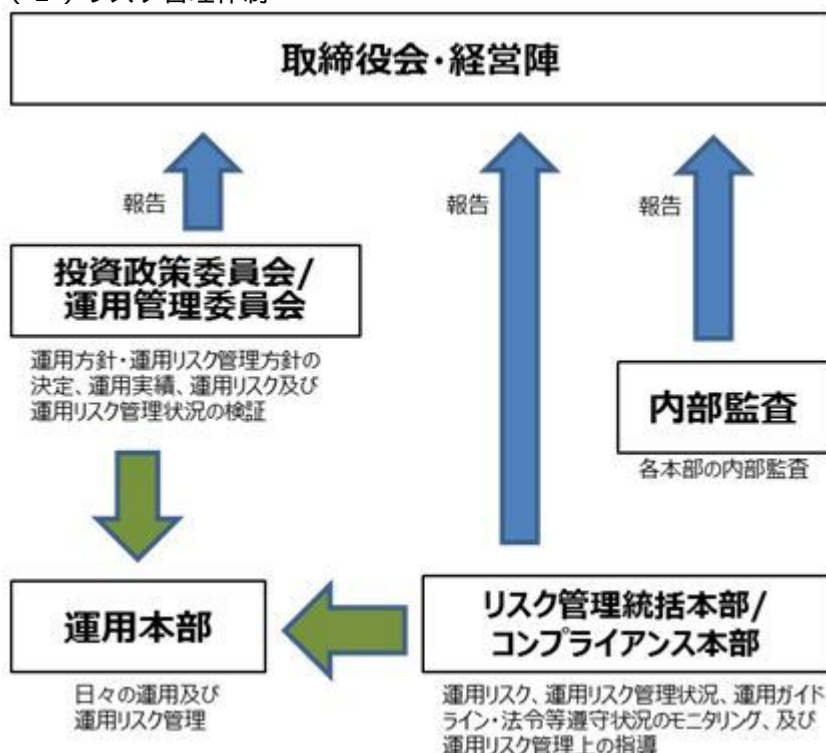 取締役会・経営陣
報告
報告
報告
投資政策委員会/
運用管理委員会
運用方針・運用リスク管理方針の
決定、運用実績、運用リスク及び
運用リスク管理状況の検証
内部監査
各本部の内部監査
運用本部
日々の運用及び
運用リスク管理
リスク管理統括本部/
コンプライアンス本部
運用リスク、運用リスク管理状況、運用ガイド
ライン・法令等遵守状況のモニタリング、及び
運用リスク管理上の指導